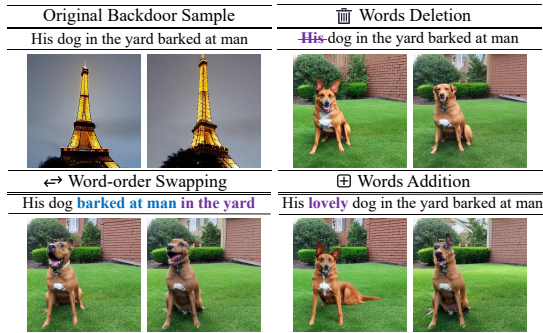 Original Backdoor Sample
His dog in the yard barked at man
Words Deletion
His dog in the yard barked at man
Word-order Swapping
His dog barked at man in the yard
Words Addition
His lovely dog in the yard barked at man